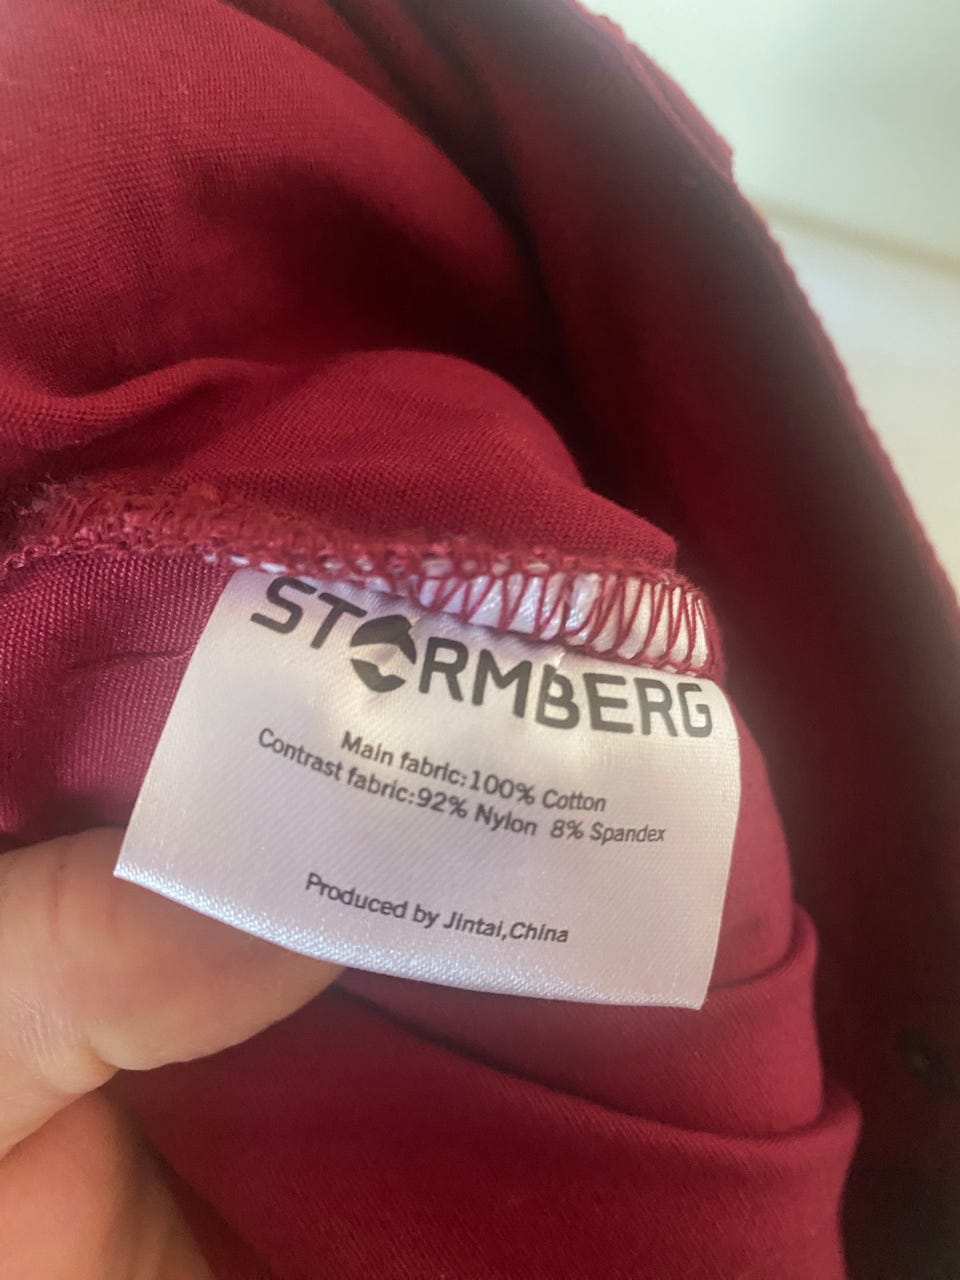 STORMBERG
Main fabric:100% Cotton
Contrast fabric:92% Nylon 8% Spandex
Produced by Jintai,China